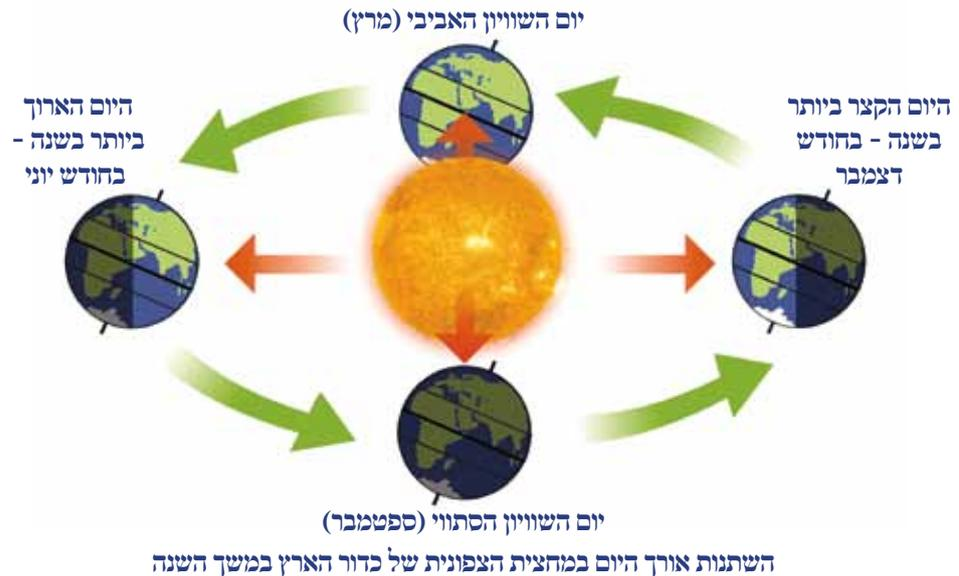 יום השוויון האביבי (מרץ)
היום הקצר ביותר
בשנה - בחודש
דצמבר
היום הארוך
ביותר בשנה -
בחודש יוני
יום השוויון הסתווי (ספטמבר)
השתנות אורך היום במחצית הצפונית של כדור הארץ במשך השנה